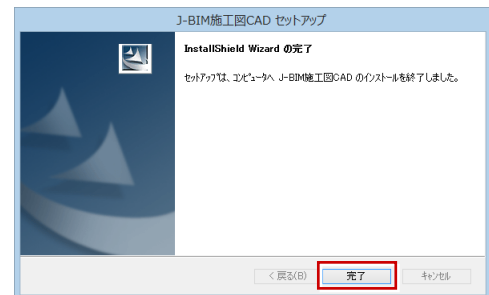 J-BIM施工図CAD セットアップ
InstallShield Wizard の完了
セットアップは、コンピュータへ J-BIM施工図CAD のインストールを終了しました。
< 戻る(B)
完了
キャンセル